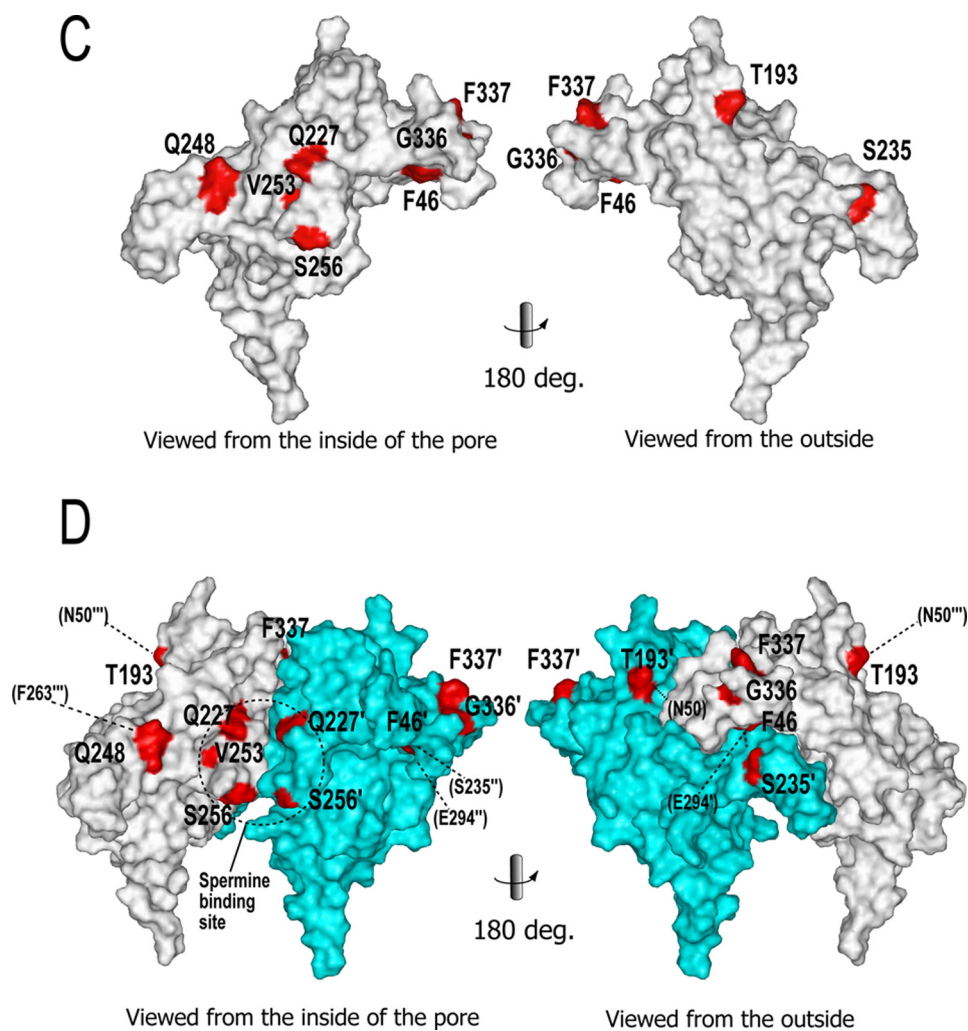 C
F337
Q227
G336
Q248
V253
F46
S256
T193
F337
S235
G336
F46
180 deg.
Viewed from the inside of the pore
Viewed from the outside
D
(N50''')
F337
T193
F337'
(F263''')
G336'
Q227
Q227'
F46'
Q248
V253
(S235'')
S256
S256'
(E294'')
Spermine
binding
site
(N50''')
F337
F337'
T193'
T193
G336
(N50)
F46
S235'
(E294')
180 deg.
Viewed from the inside of the pore
Viewed from the outside